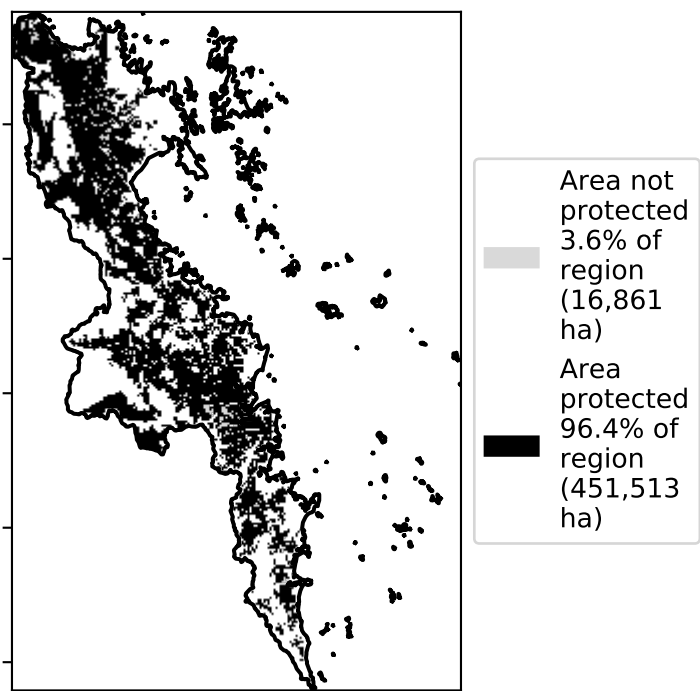 Area not
protected
3.6% of
region
(16,861
ha)
Area
protected
96.4% of
region
(451,513
ha)